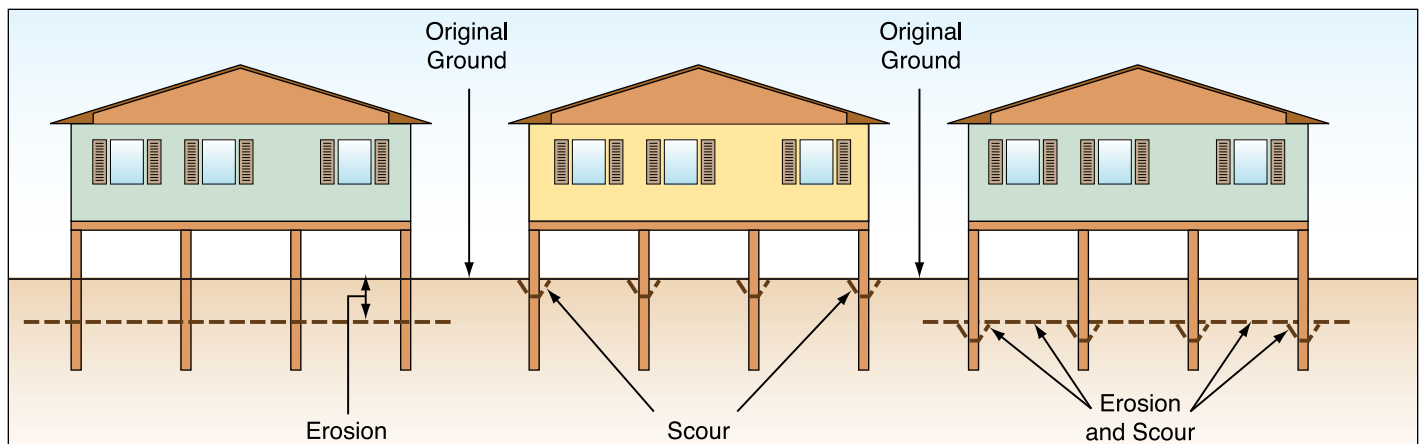 Original
Ground
Original
Ground
Erosion
Scour
Erosion
and Scour